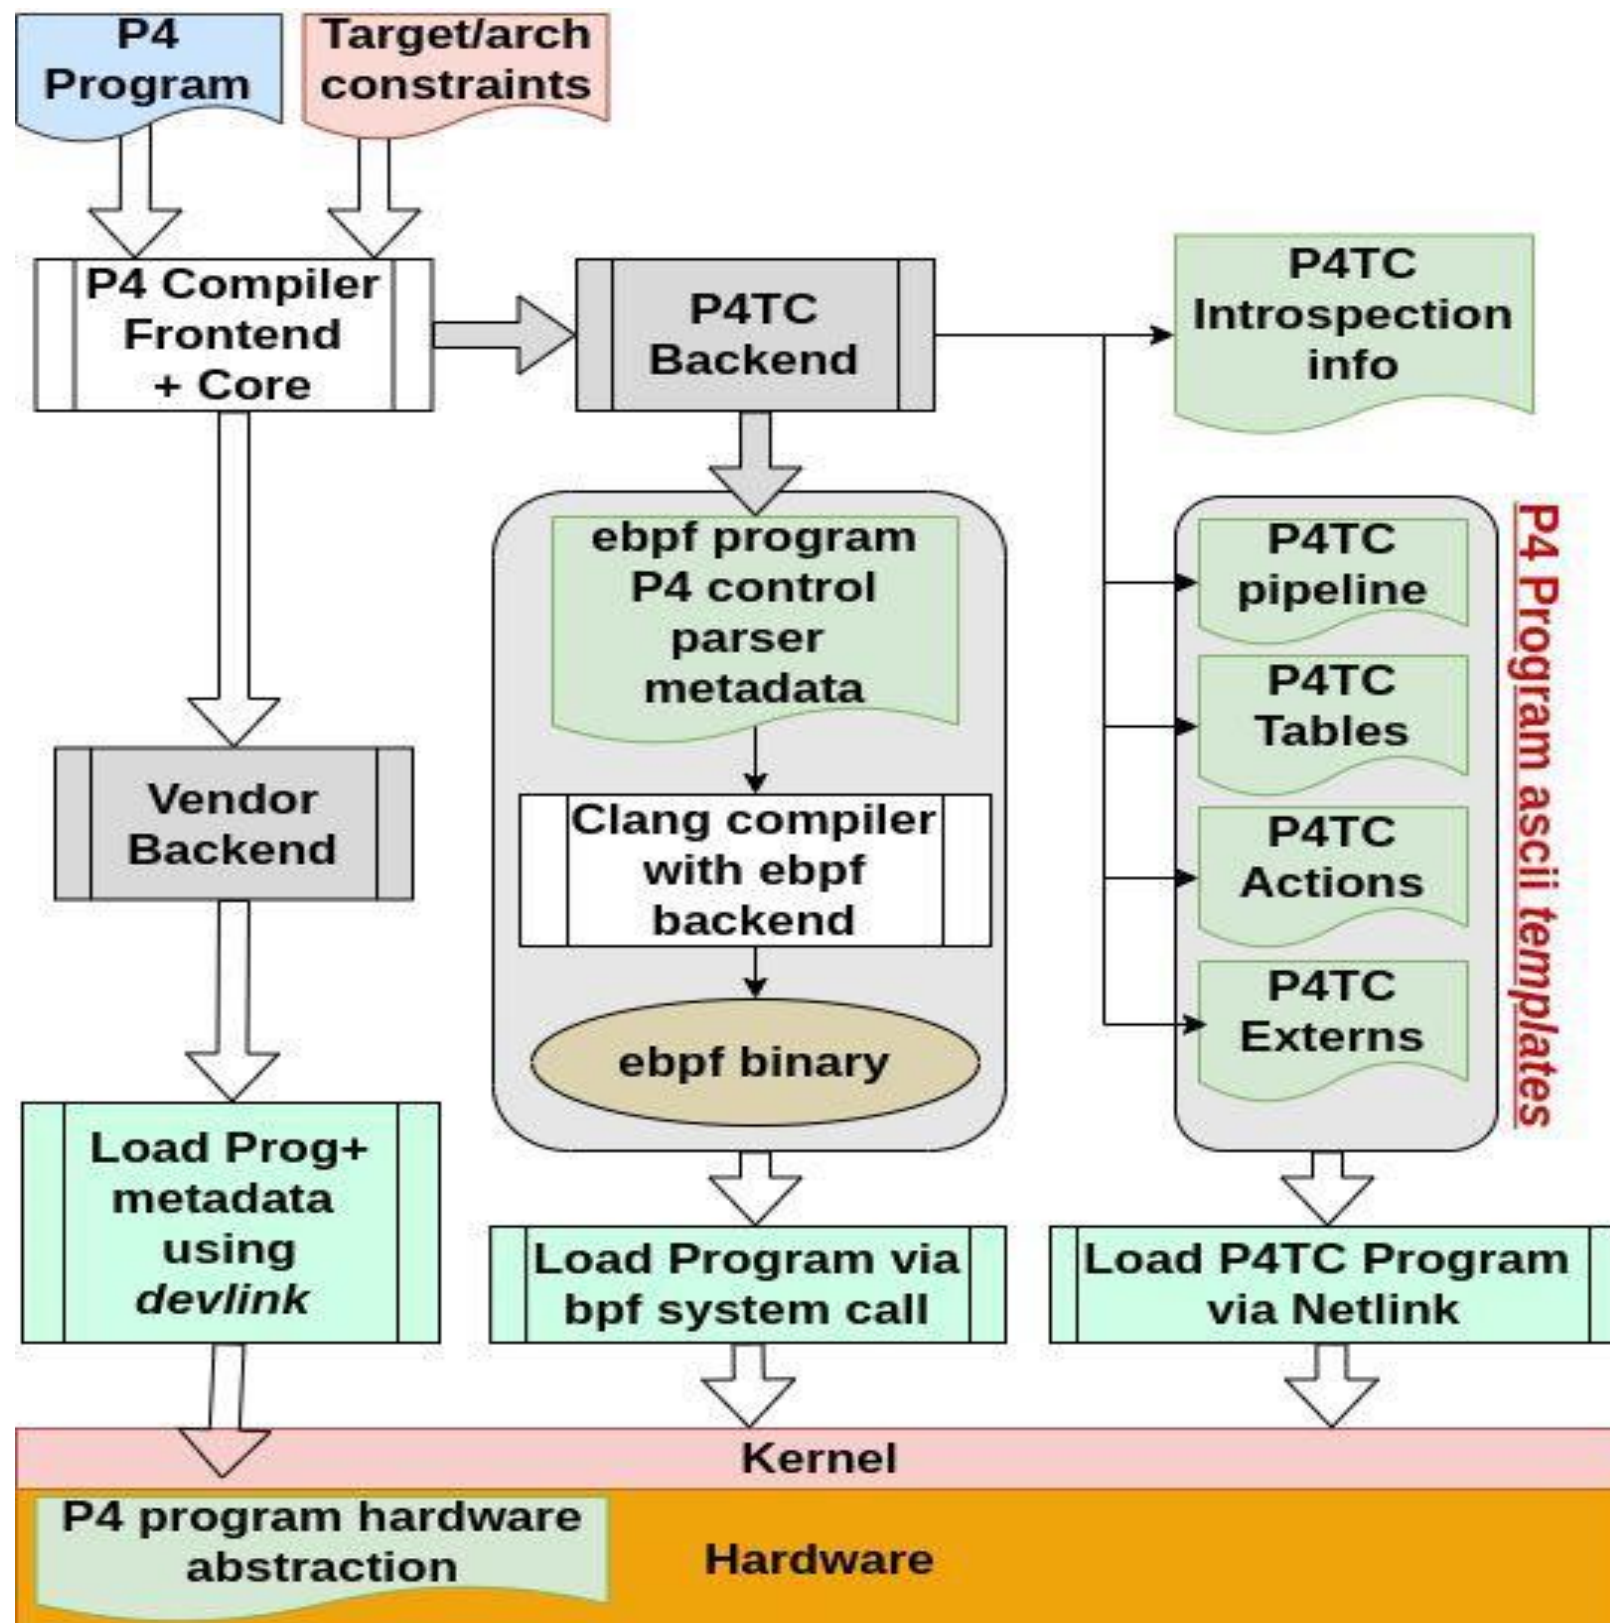 P4
Program
Target/arch
constraints
P4 Compiler
Frontend
+ Core
P4TC
Backend
P4TC
Introspection
info
ebpf program
P4 control
parser
metadata
Clang compiler
with ebpf
backend
ebpf binary
P4TC
pipeline
P4TC
Tables
P4TC
Actions
P4TC
Externs
P4 Program ascii templates
Vendor
Backend
Load Prog+
metadata
using
devlink
Load Program via
bpf system call
Load P4TC Program
via Netlink
Kernel
P4 program hardware
abstraction
Hardware